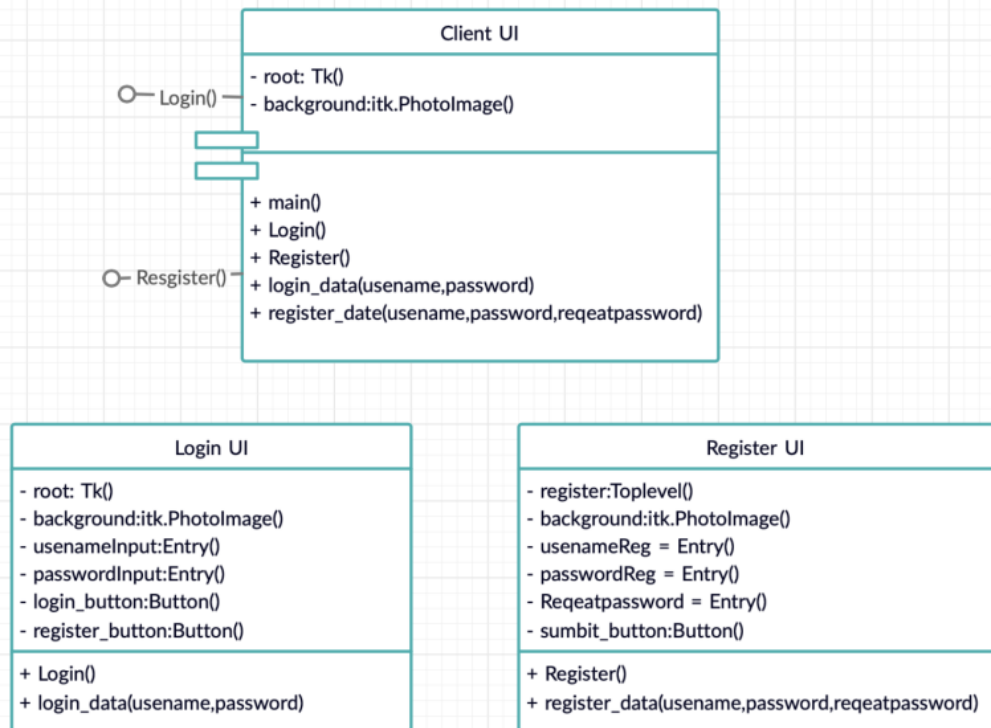 Client UI
- root: Tk()
- background:itk.PhotoImage()
Login()
+ main()
+ Login()
+ Register()
+ login_data(usename,password)
+ register_date(usename,password,reqeatpassword)
Resgister()
Login UI
- root: Tk()
- background:itk.PhotoImage()
- usenameInput:Entry()
- passwordInput:Entry()
- login_button:Button()
- register_button:Button()
+ Login()
+ login_data(usename,password)
Register UI
- register:Toplevel()
- background:itk.PhotoImage()
- usenameReg = Entry()
- passwordReg = Entry()
- Reqeatpassword = Entry()
- sumbit_button:Button()
+ Register()
+ register_data(usename,password,reqeatpassword)